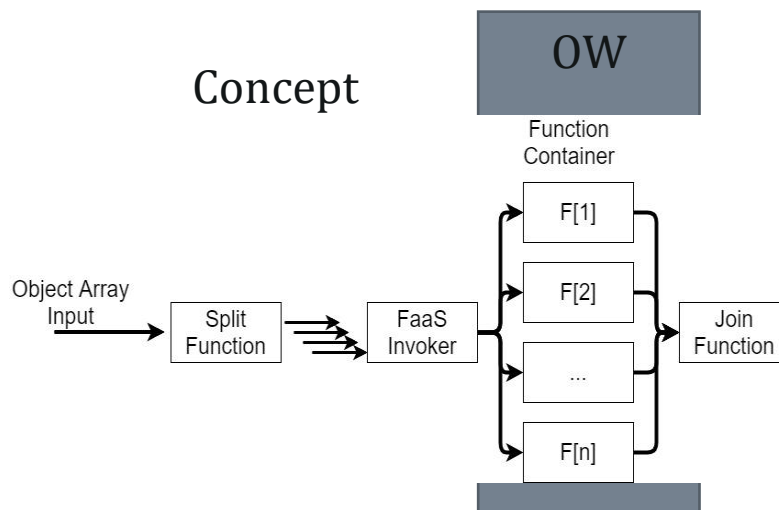 Concept
OW
Function
Container
F[1]
Object Array
Input
Split
Function
FaaS
Invoker
F[2]
...
F[n]
Join
Function